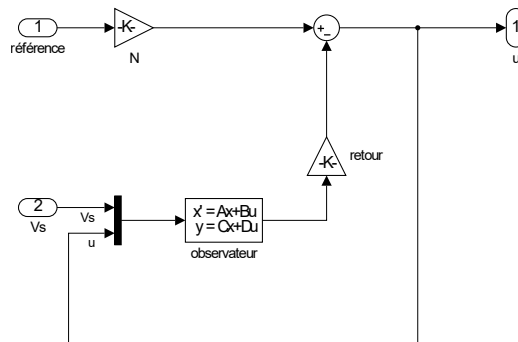 1
référence
-K-
N
+
-
1
u
-K-
retour
2
Vs
Vs
u
x' = Ax+Bu
y = Cx+Du
observateur